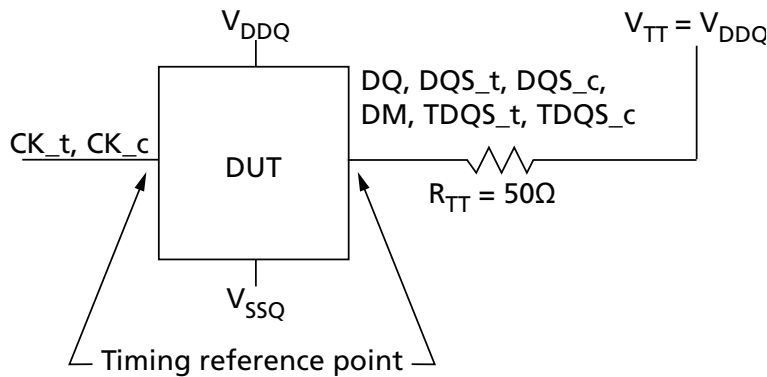 V_DDQ
V_TT = V_DDQ
DQ, DQS_t, DQS_c,
DM, TDQS_t, TDQS_c
CK_t, CK_c
DUT
R_TT = 50Ω
V_SSQ
Timing reference point